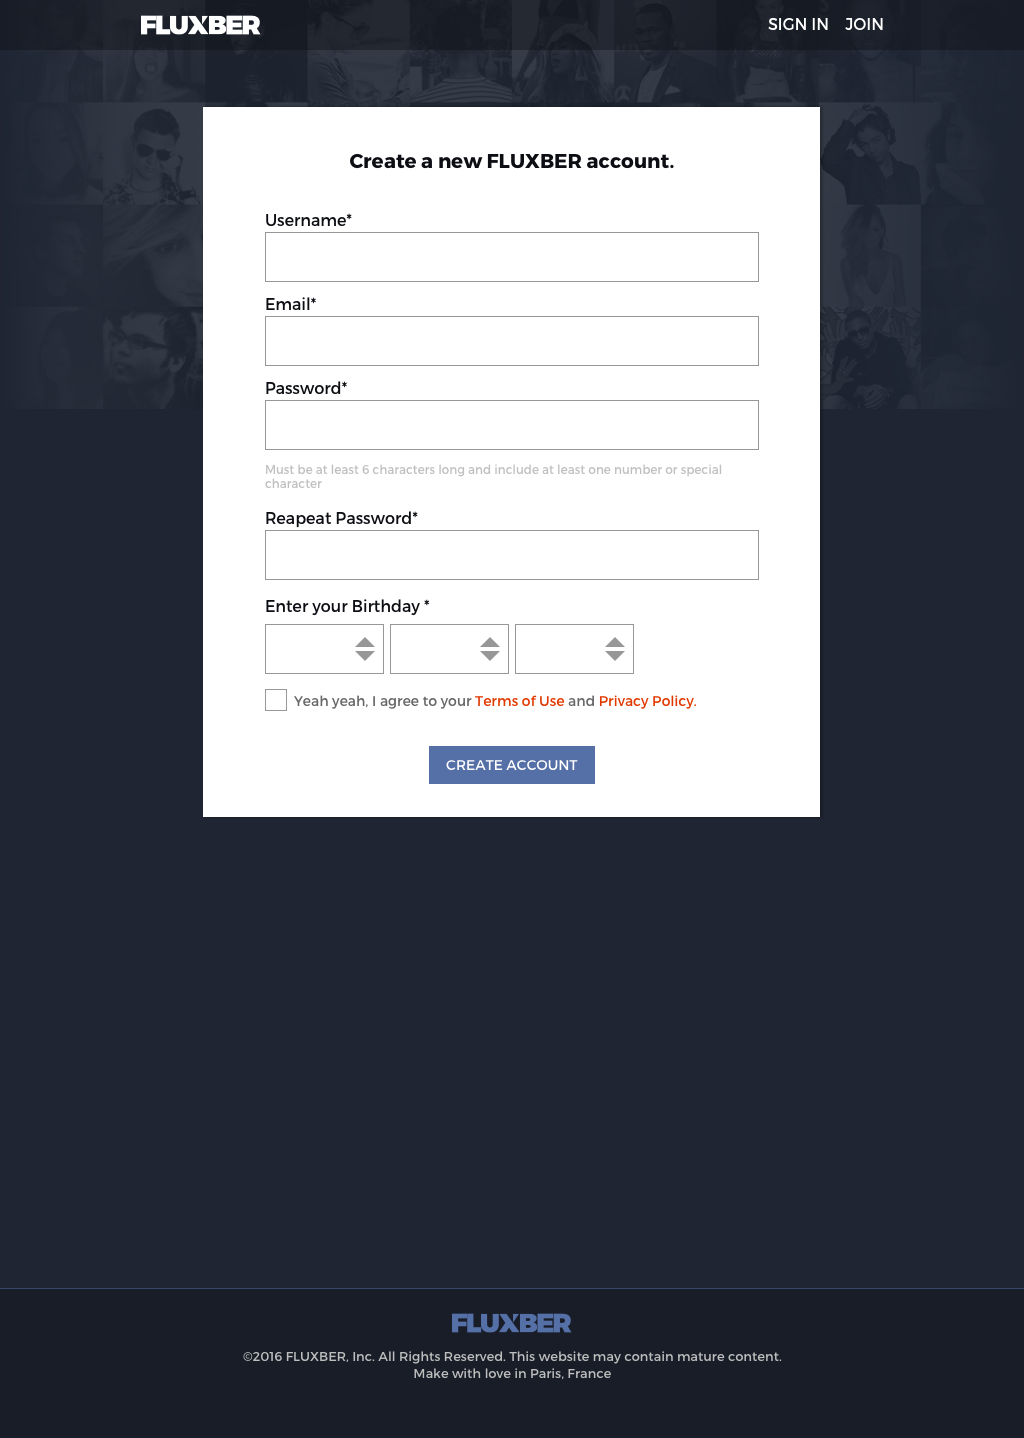 FLUXBER
SIGN IN JOIN
Create a new FLUXBER account.
Username*
Email*
Password*
Must be at least 6 characters long and include at least one number or special
character
Reapeat Password*
Enter your Birthday *
Yeah yeah, I agree to your Terms of Use and Privacy Policy.
CREATE ACCOUNT
FLUXBER
©2016 FLUXBER, Inc. All Rights Reserved. This website may contain mature content.
Make with love in Paris, France